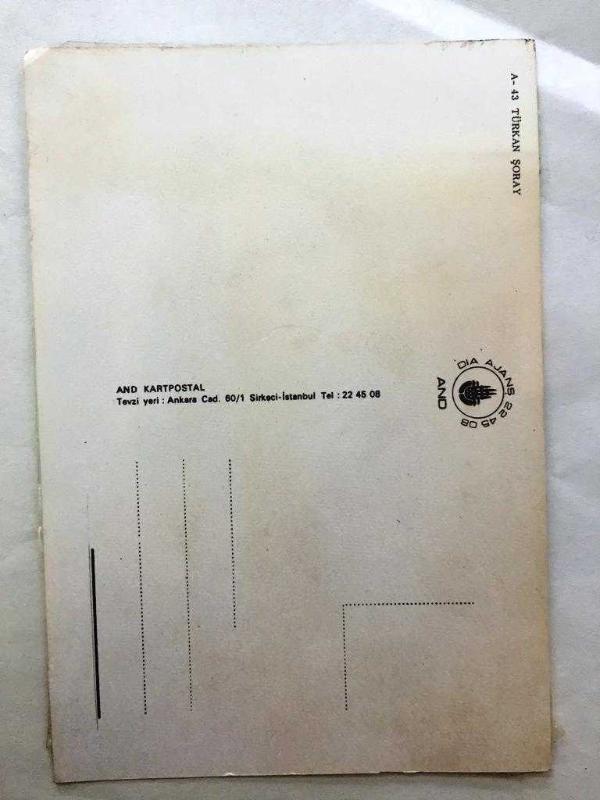 A- 43 TÜRKAN ŞORAY
AND KARTPOSTAL
Tevzi yeri : Ankara Cad. 60/1 Sirkeci-İstanbul Tel : 22 45 08
DIA AJANS 22 45 08
AND